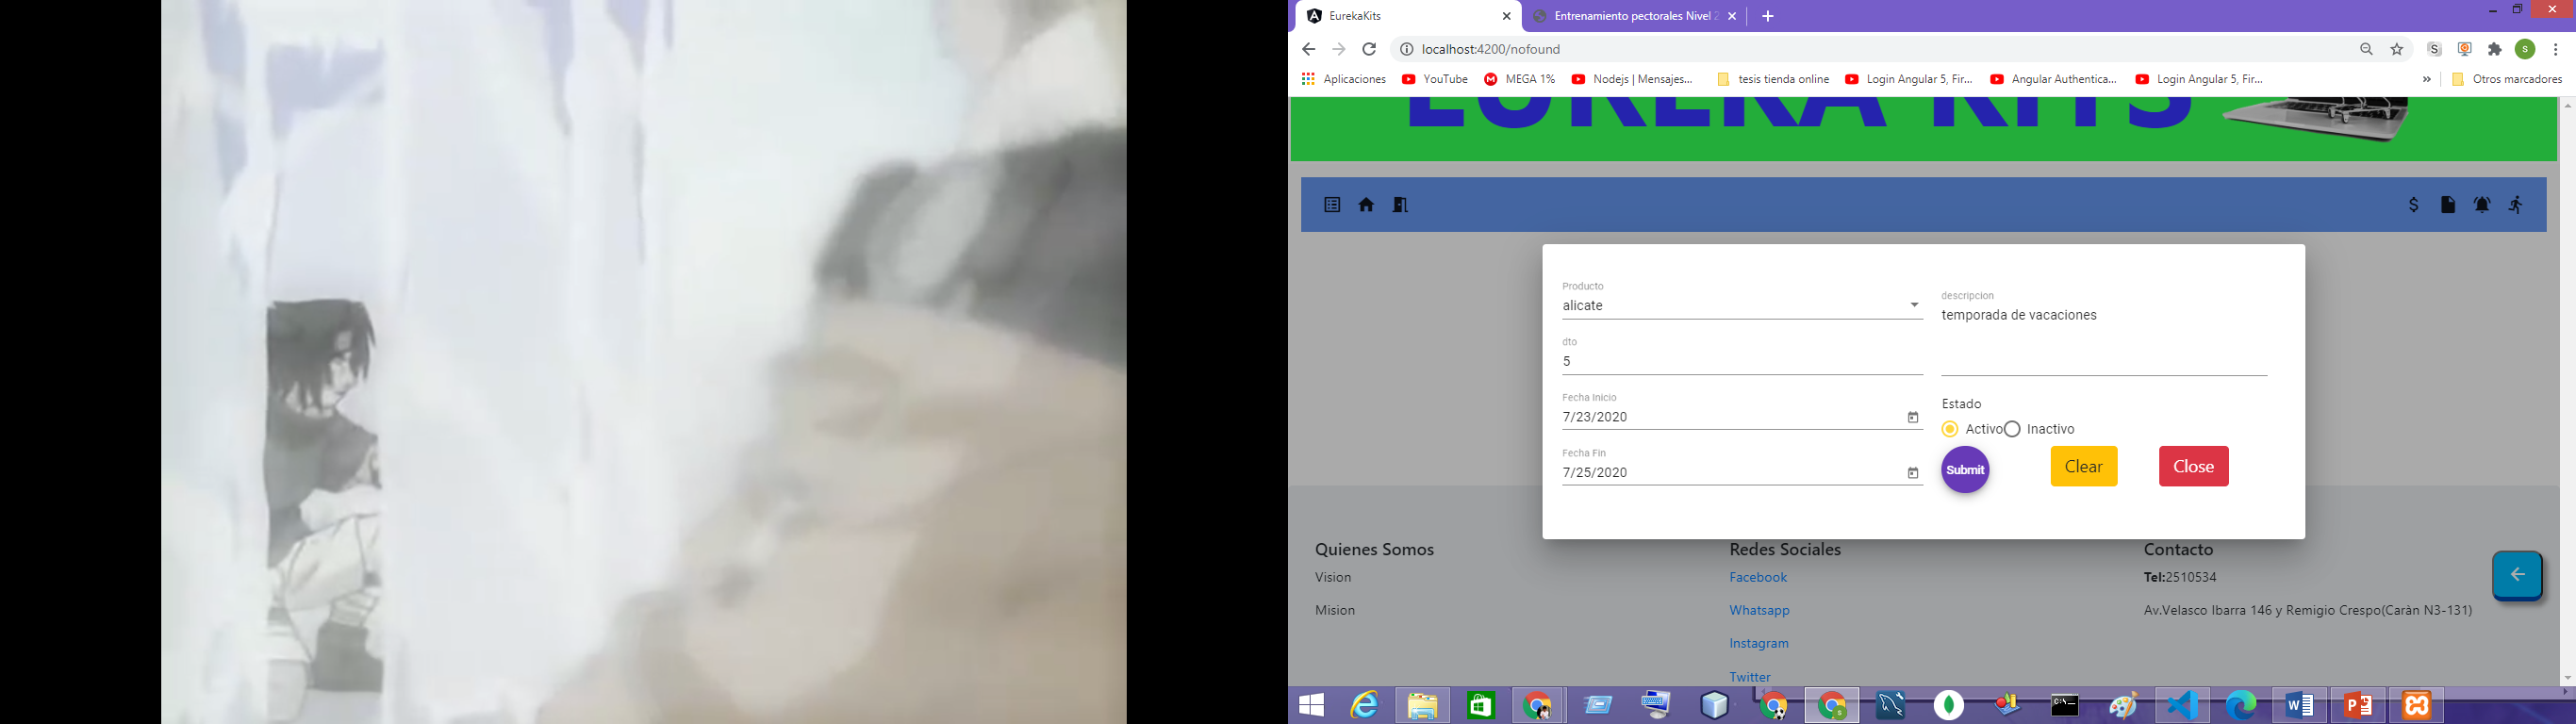 EurekaKits
Entrenamiento pectorales Nivel 2
localhost:4200/nofound
Aplicaciones
YouTube
MEGA 1%
Nodejs | Mensajes...
tesis tienda online
Login Angular 5, Fir...
Angular Authentica...
Login Angular 5, Fir...
»
Otros marcadores
EUREKA KITS
Producto
alicate
descripcion
temporada de vacaciones
dto
5
Fecha Inicio
7/23/2020
Estado
Activo Inactivo
Fecha Fin
7/25/2020
Submit
Clear
Close
Quienes Somos
Vision
Mision
Redes Sociales
Facebook
Whatsapp
Instagram
Twitter
Contacto
Tel:2510534
Av.Velasco Ibarra 146 y Remigio Crespo(Caràn N3-131)